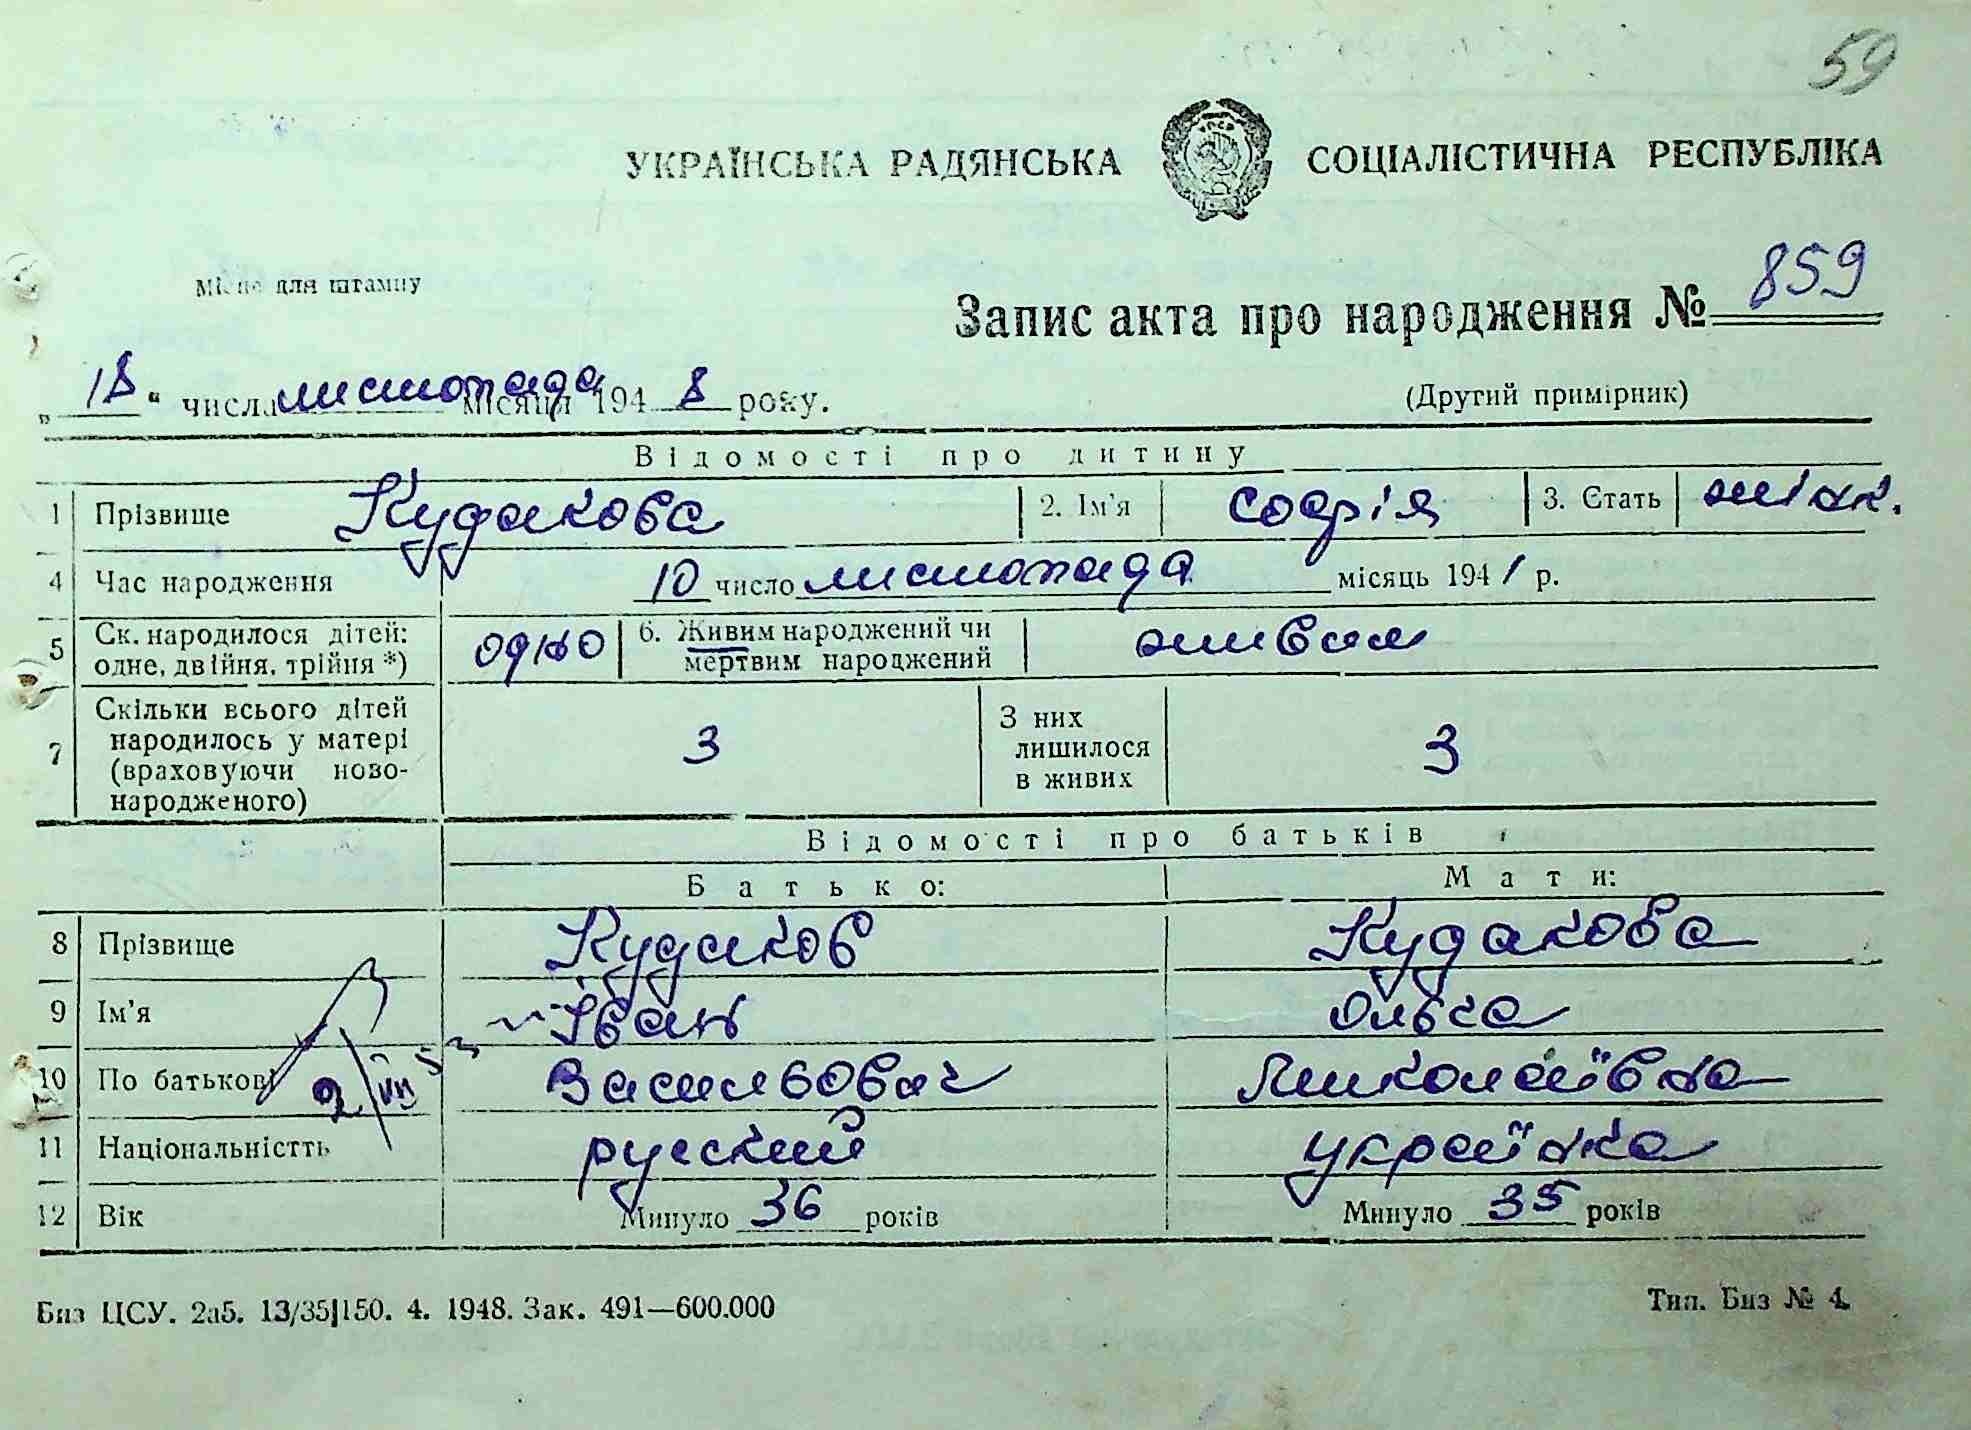 59
УКРАЇНСЬКА РАДЯНСЬКА СОЦІАЛІСТИЧНА РЕСПУБЛІКА
Місце для штампу
Запис акта про народження № 859
„18“ числа листопада місяця 1948 року.
(Другий примірник)
Відомості про дитину
1 Прізвище Кудакова 2. Ім'я Софія 3. Стать жінк.
4 Час народження 10 число листопада місяць 1941 р.
5 Ск. народилося дітей: одне, двійня, трійня *) одно 6. Живим народжений чи мертвим народжений живим
7 Скільки всього дітей народилось у матері (враховуючи новонародженого) 3 З них лишилося в живих 3
Відомості про батьків
Батько: Мати:
8 Прізвище Кудаков Кудакова
9 Ім'я Іван Ольга
10 По батькові Васильович Миколаївна
11 Національністть русский українка
12 Вік Минуло 36 років Минуло 35 років
Биз ЦСУ. 2а5. 13/35|150. 4. 1948. Зак. 491—600.000
Тип. Биз № 4.